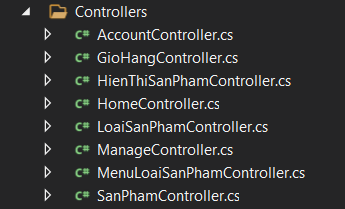 Controllers
C# AccountController.cs
C# GioHangController.cs
C# HienThiSanPhamController.cs
C# HomeController.cs
C# LoaiSanPhamController.cs
C# ManageController.cs
C# MenuLoaiSanPhamController.cs
C# SanPhamController.cs